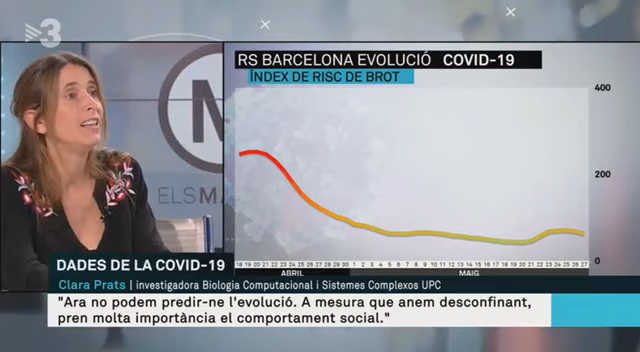 3
RS BARCELONA EVOLUCIÓ COVID-19
ÍNDEX DE RISC DE BROT
400
200
0
M
ELSMA
18 19 20 21 22 23 24 25 26 27 28 29 30 1 2 3 4 5 6 7 8 9 10 11 12 13 14 15 16 17 18 19 20 21 22 23 24 25 26 27
ABRIL MAIG
DADES DE LA COVID-19
Clara Prats | investigadora Biologia Computacional i Sistemes Complexos UPC
"Ara no podem predir-ne l'evolució. A mesura que anem desconfinant,
pren molta importància el comportament social."